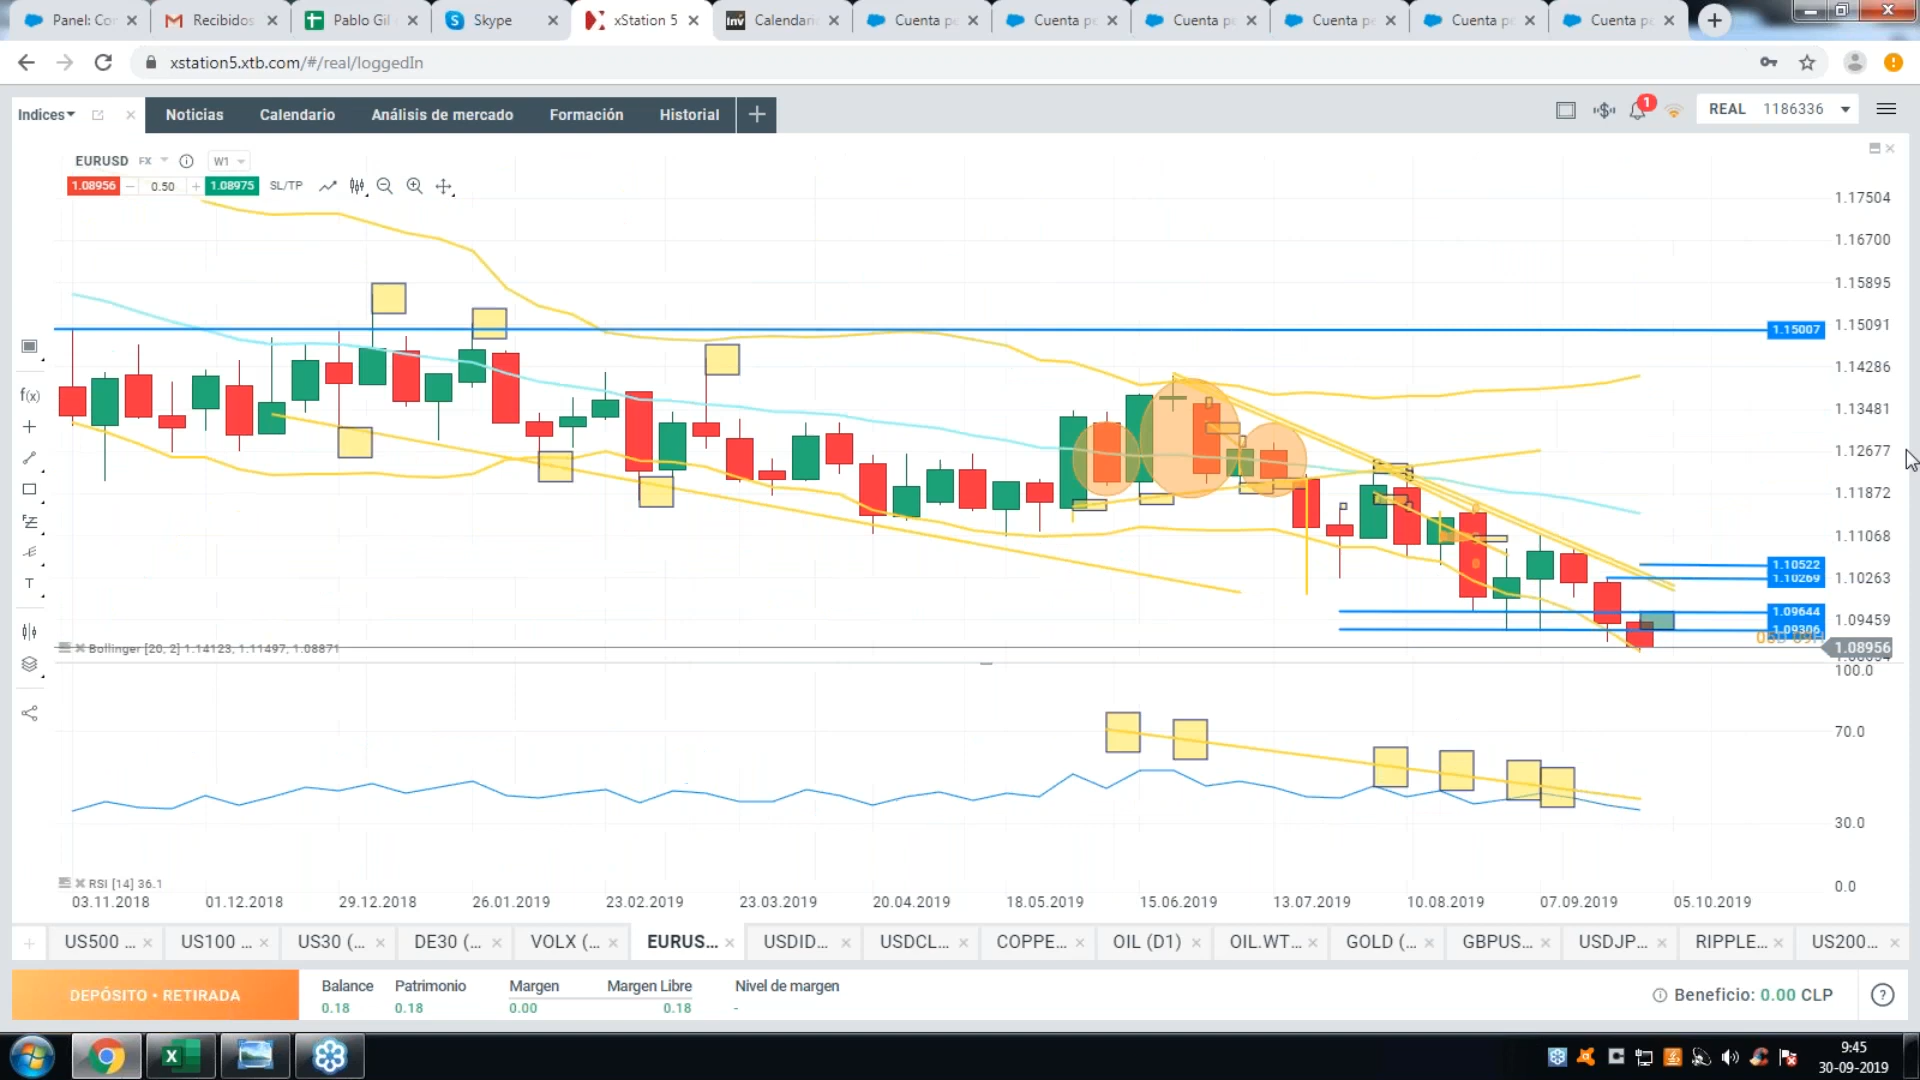 Panel: Cor
Recibidos
Pablo Gil
Skype
xStation 5
Calendari
Cuenta p
Cuenta p
Cuenta p
Cuenta p
Cuenta p
Cuenta p
xstation5.xtb.com/#/real/loggedIn
Indices
Noticias
Calendario
Análisis de mercado
Formación
Historial
1
REAL 1186336
EURUSD FX W1
1.08956
0.50
1.08975
SL/TP
1.17504
1.16700
1.15895
1.15091
1.15007
1.14286
1.13481
1.12677
1.11872
1.11068
1.10522
1.10269
1.10263
1.09644
1.09459
1.09306
1.08956
f(x)
T
Bollinger [20, 2] 1.14123, 1.11497, 1.08871
100.0
70.0
30.0
0.0
RSI [14] 36.1
03.11.2018
01.12.2018
29.12.2018
26.01.2019
23.02.2019
23.03.2019
20.04.2019
18.05.2019
15.06.2019
13.07.2019
10.08.2019
07.09.2019
05.10.2019
US500 ...
US100 ...
US30 (...
DE30 (...
VOLX (...
EURUS...
USDID...
USDCL...
COPPE...
OIL (D1)
OIL.WT...
GOLD (...
GBPUS...
USDJP...
RIPPLE...
US200...
DEPÓSITO • RETIRADA
Balance
0.18
Patrimonio
0.18
Margen
0.00
Margen Libre
0.18
Nivel de margen
-
Beneficio: 0.00 CLP
9:45
30-09-2019